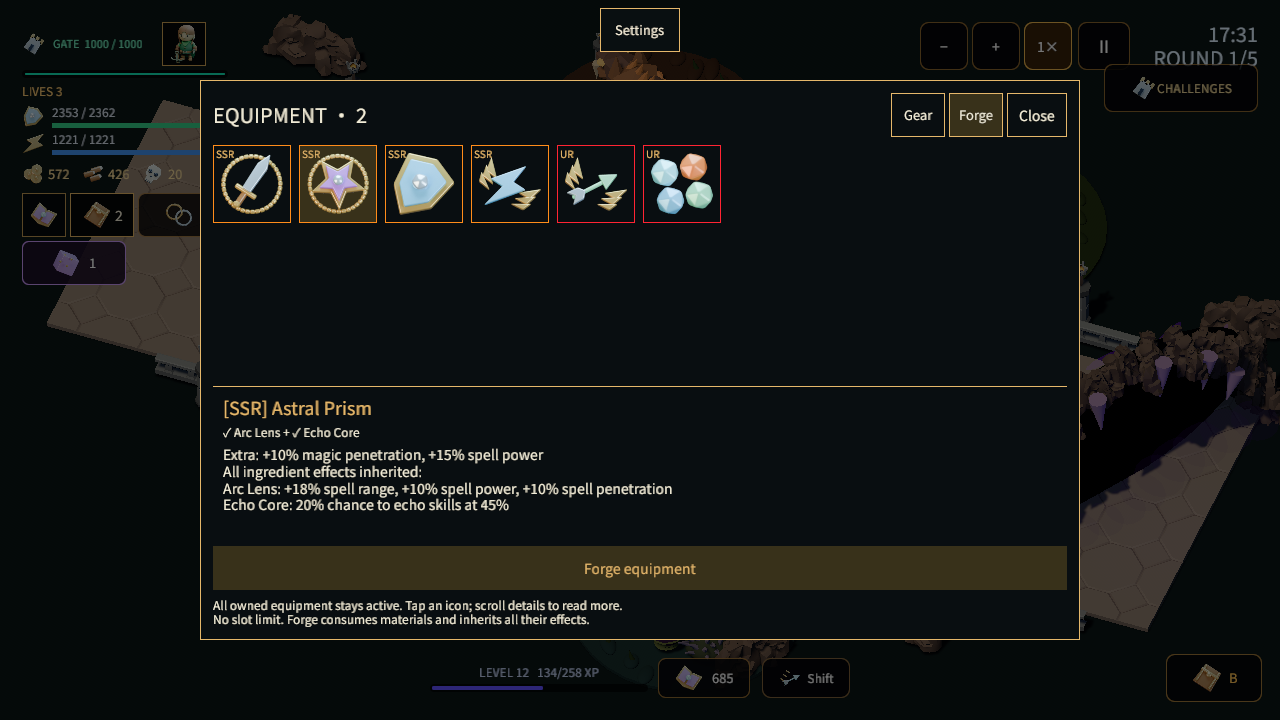 Settings
GATE 1000 / 1000
17:31
ROUND 1/5
− + 1× II
CHALLENGES
LIVES 3
2353 / 2362
1221 / 1221
572 426 20
2
1
EQUIPMENT • 2
Gear Forge Close
SSR SSR SSR SSR UR UR
[SSR] Astral Prism
✓ Arc Lens + ✓ Echo Core
Extra: +10% magic penetration, +15% spell power
All ingredient effects inherited:
Arc Lens: +18% spell range, +10% spell power, +10% spell penetration
Echo Core: 20% chance to echo skills at 45%
Forge equipment
All owned equipment stays active. Tap an icon; scroll details to read more.
No slot limit. Forge consumes materials and inherits all their effects.
LEVEL 12 134/258 XP
685
Shift
B